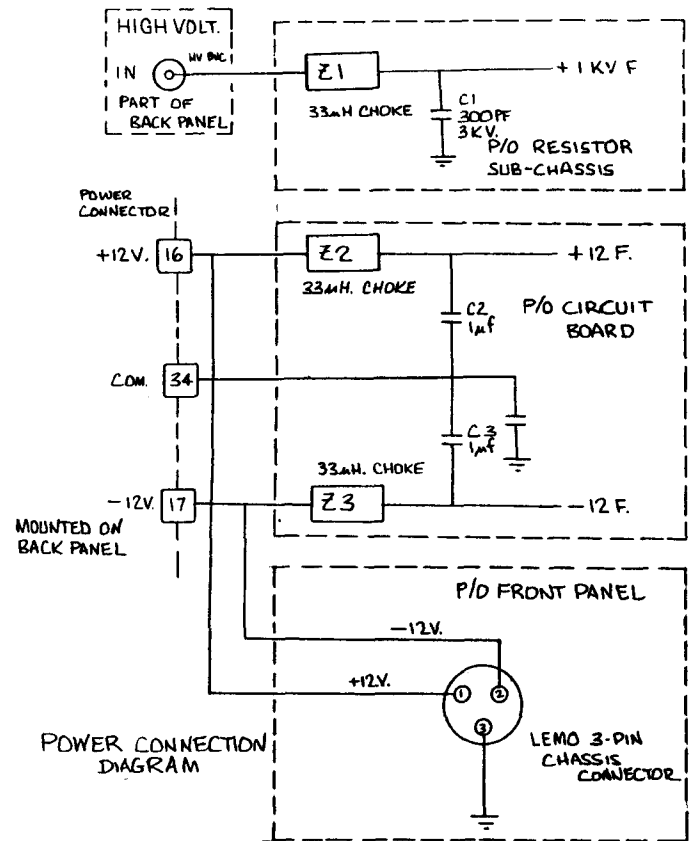 HIGH VOLT.
HV BNC
IN
PART OF
BACK PANEL
Z1
33µH CHOKE
+1KV F
C1
300PF
3KV.
P/O RESISTOR
SUB-CHASSIS
POWER
CONNECTOR
+12V.
16
Z2
33µH. CHOKE
+12 F.
C2
1µf
P/O CIRCUIT
BOARD
COM.
34
C3
1µf
33µH. CHOKE
-12V.
17
Z3
-12 F.
MOUNTED ON
BACK PANEL
P/O FRONT PANEL
-12V.
+12V.
1
2
3
LEMO 3-PIN
CHASSIS
CONNECTOR
POWER CONNECTION
DIAGRAM